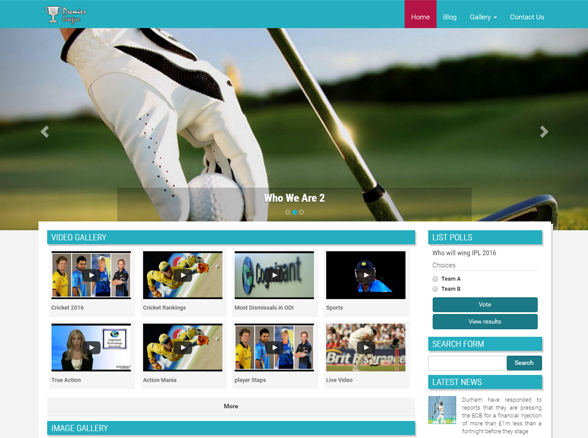 Premier
League
Home
Blog
Gallery
Contact Us
Who We Are 2
VIDEO GALLERY
Cricket 2016
Cricket Rankings
Cognizant
Most Dismissals in ODI
Sports
True Action
Action Mania
player Staps
Live Video
More
IMAGE GALLERY
LIST POLLS
Who will wing IPL 2016
Choices
Team A
Team B
Vote
View results
SEARCH FORM
Search
LATEST NEWS
Durham have responded to
reports that they are pressing
the ECB for a financial injection
of more than £1m less than a
fortnight before they stage